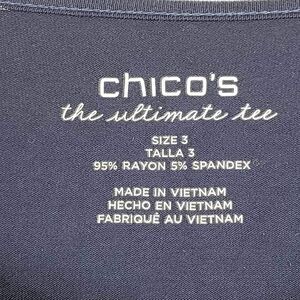 chico's
the ultimate tee
SIZE 3
TALLA 3
95% RAYON 5% SPANDEX
MADE IN VIETNAM
HECHO EN VIETNAM
FABRIQUÉ AU VIETNAM